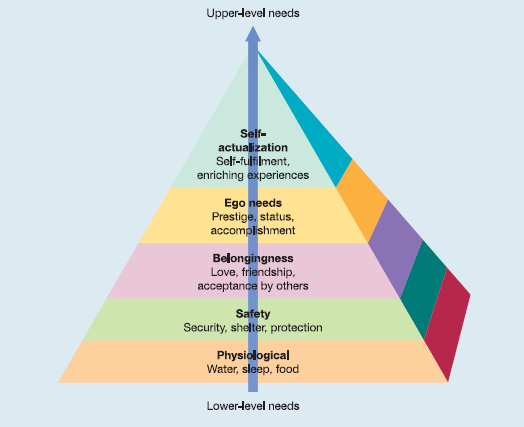 Upper-level needs
Self-
actualization
Self-fulfilment,
enriching experiences
Ego needs
Prestige, status,
accomplishment
Belongingness
Love, friendship,
acceptance by others
Safety
Security, shelter, protection
Physiological
Water, sleep, food
Lower-level needs